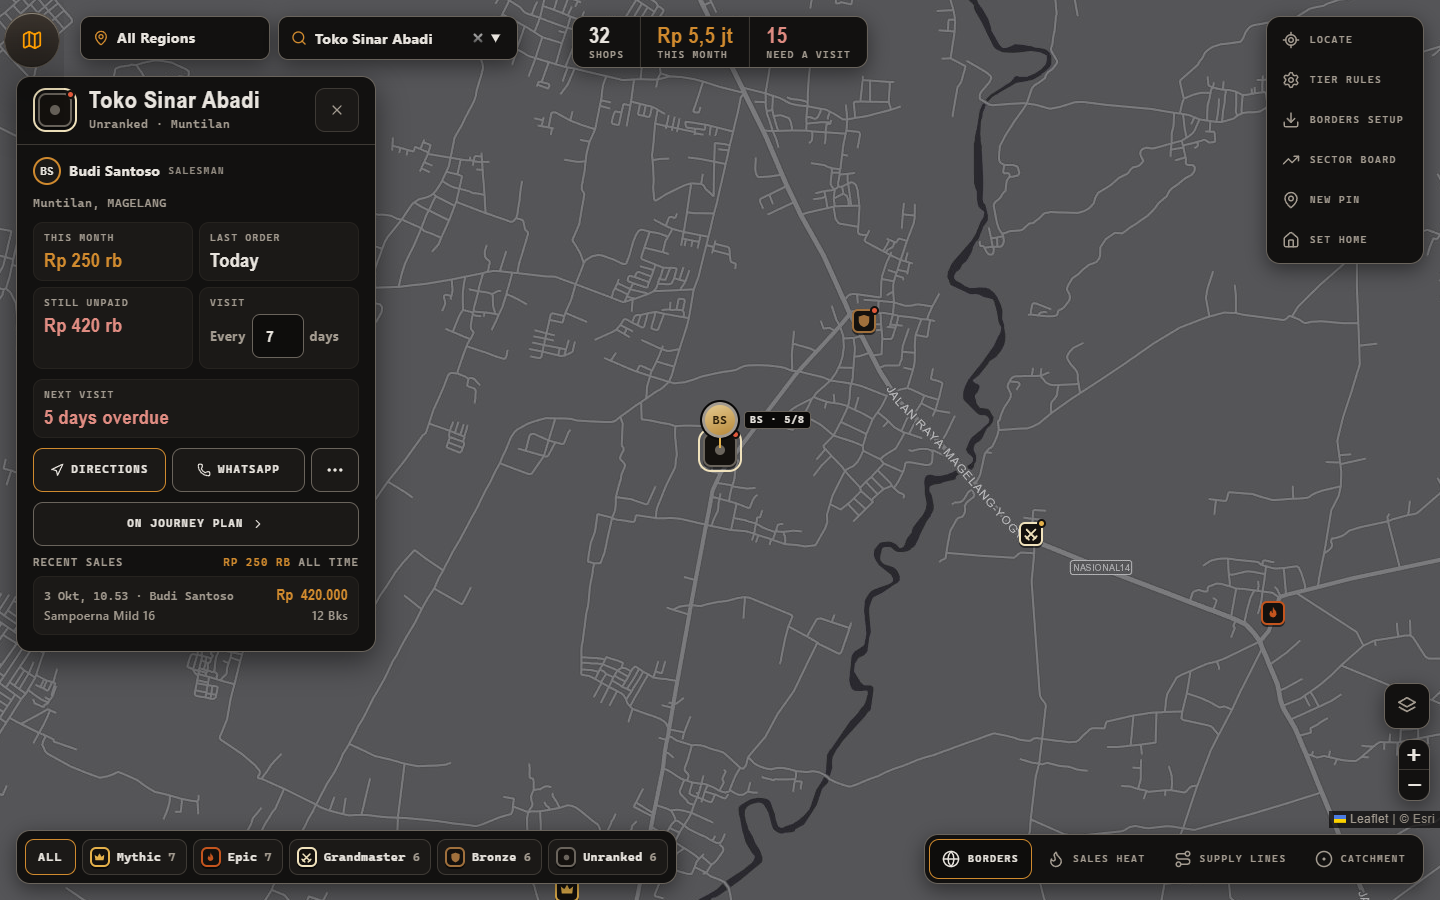 All Regions
Toko Sinar Abadi
32
SHOPS
Rp 5,5 jt
THIS MONTH
15
NEED A VISIT
LOCATE
TIER RULES
BORDERS SETUP
SECTOR BOARD
NEW PIN
SET HOME
Toko Sinar Abadi
Unranked · Muntilan
BS Budi Santoso SALESMAN
Muntilan, MAGELANG
THIS MONTH
Rp 250 rb
LAST ORDER
Today
STILL UNPAID
Rp 420 rb
VISIT
Every 7 days
NEXT VISIT
5 days overdue
DIRECTIONS
WHATSAPP
ON JOURNEY PLAN
RECENT SALES
RP 250 RB ALL TIME
3 Okt, 10.53 · Budi Santoso Rp 420.000
Sampoerna Mild 16 12 Bks
BS
BS · 5/8
JALAN RAYA MAGELANG-YOG
NASIONAL14
Leaflet | © Esri
ALL
Mythic 7
Epic 7
Grandmaster 6
Bronze 6
Unranked 6
BORDERS
SALES HEAT
SUPPLY LINES
CATCHMENT